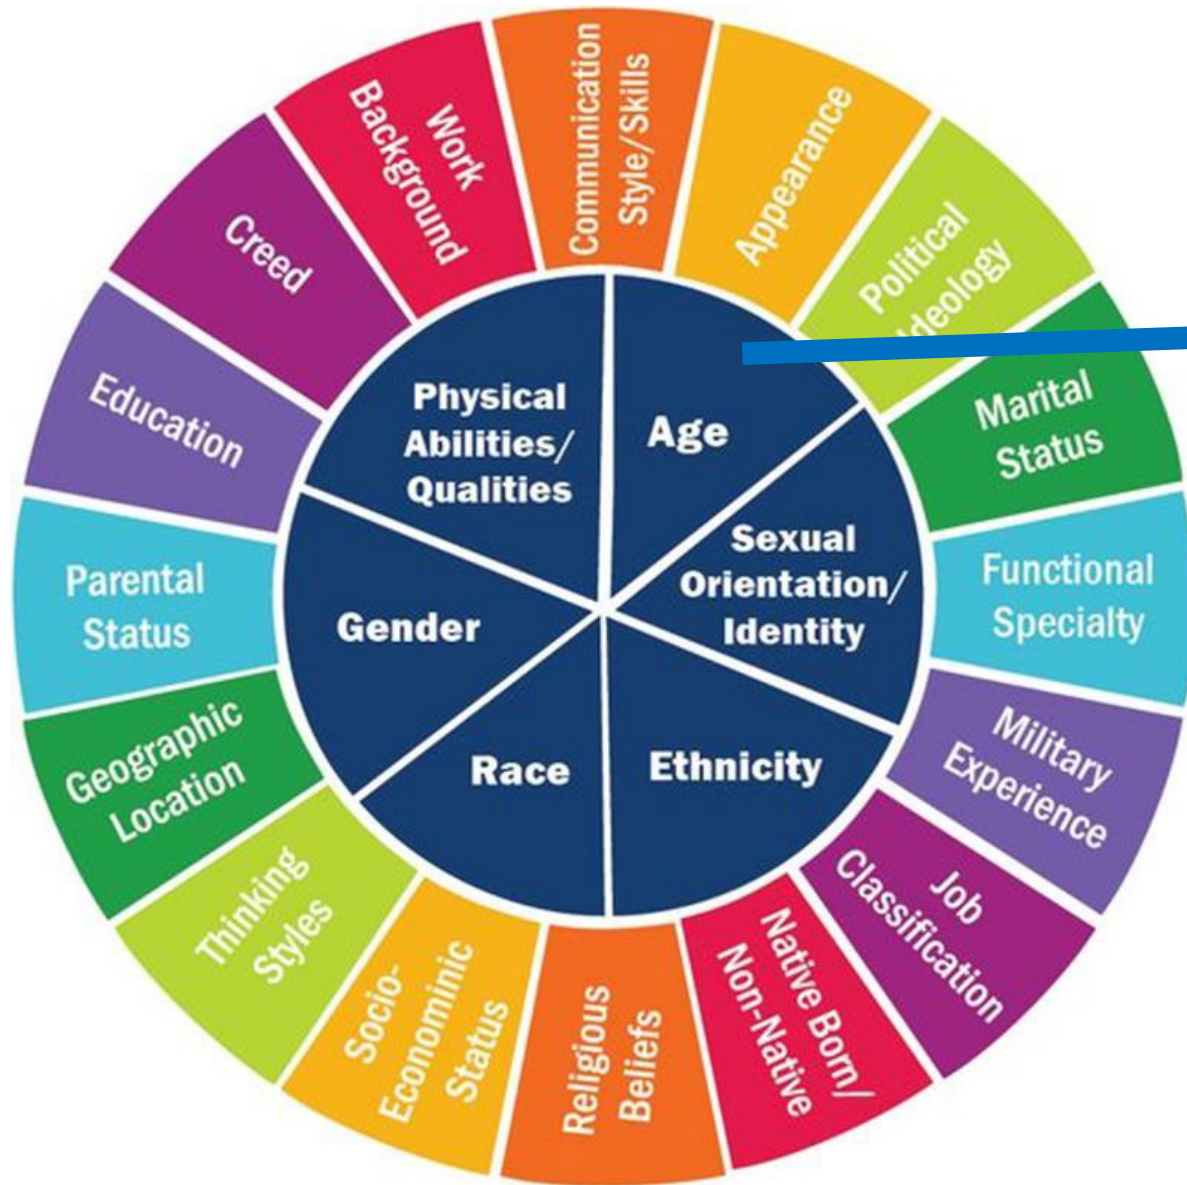 Communication
Style/Skills
Appearance
Political
Ideology
Marital
Status
Functional
Specialty
Military
Experience
Job
Classification
Native Born/
Non-Native
Religious
Beliefs
Socio-
Econominic
Status
Thinking
Styles
Geographic
Location
Parental
Status
Education
Creed
Work
Background
Age
Sexual
Orientation/
Identity
Ethnicity
Race
Gender
Physical
Abilities/
Qualities